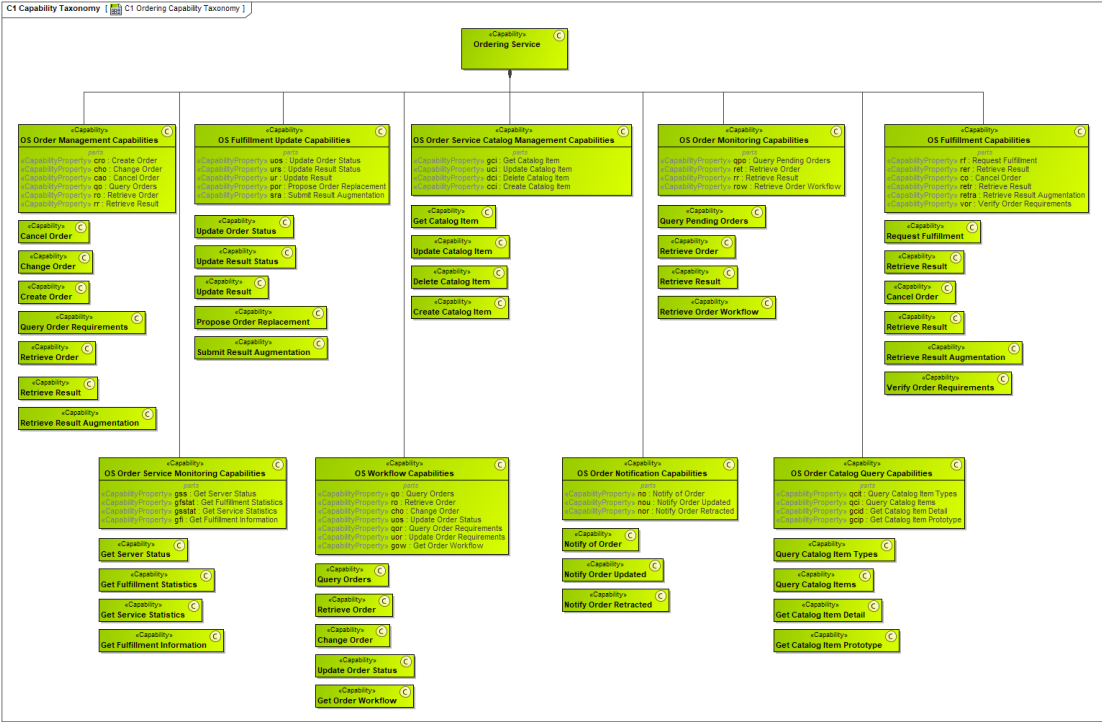 C1 Capability Taxonomy [ C1 Ordering Capability Taxonomy ]
«Capability» C
Ordering Service
«Capability» C
OS Order Management Capabilities
parts
«CapabilityProperty» cro : Create Order
«CapabilityProperty» cho : Change Order
«CapabilityProperty» cao : Cancel Order
«CapabilityProperty» qo : Query Orders
«CapabilityProperty» ro : Retrieve Order
«CapabilityProperty» rr : Retrieve Result
«Capability» C
Cancel Order
«Capability» C
Change Order
«Capability» C
Create Order
«Capability» C
Query Order Requirements
«Capability» C
Retrieve Order
«Capability» C
Retrieve Result
«Capability» C
Retrieve Result Augmentation
«Capability» C
OS Fulfillment Update Capabilities
parts
«CapabilityProperty» uos : Update Order Status
«CapabilityProperty» urs : Update Result Status
«CapabilityProperty» ur : Update Result
«CapabilityProperty» por : Propose Order Replacement
«CapabilityProperty» sra : Submit Result Augmentation
«Capability» C
Update Order Status
«Capability» C
Update Result Status
«Capability» C
Update Result
«Capability» C
Propose Order Replacement
«Capability» C
Submit Result Augmentation
«Capability» C
OS Order Service Catalog Management Capabilities
parts
«CapabilityProperty» gci : Get Catalog Item
«CapabilityProperty» uci : Update Catalog Item
«CapabilityProperty» dci : Delete Catalog Item
«CapabilityProperty» cci : Create Catalog Item
«Capability» C
Get Catalog Item
«Capability» C
Update Catalog Item
«Capability» C
Delete Catalog Item
«Capability» C
Create Catalog Item
«Capability» C
OS Order Monitoring Capabilities
parts
«CapabilityProperty» qpo : Query Pending Orders
«CapabilityProperty» ret : Retrieve Order
«CapabilityProperty» rr : Retrieve Result
«CapabilityProperty» row : Retrieve Order Workflow
«Capability» C
Query Pending Orders
«Capability» C
Retrieve Order
«Capability» C
Retrieve Result
«Capability» C
Retrieve Order Workflow
«Capability» C
OS Fulfillment Capabilities
parts
«CapabilityProperty» rf : Request Fulfillment
«CapabilityProperty» rer : Retrieve Result
«CapabilityProperty» co : Cancel Order
«CapabilityProperty» retr : Retrieve Result
«CapabilityProperty» retra : Retrieve Result Augmentation
«CapabilityProperty» vor : Verify Order Requirements
«Capability» C
Request Fulfillment
«Capability» C
Retrieve Result
«Capability» C
Cancel Order
«Capability» C
Retrieve Result
«Capability» C
Retrieve Result Augmentation
«Capability» C
Verify Order Requirements
«Capability» C
OS Order Service Monitoring Capabilities
parts
«CapabilityProperty» gss : Get Server Status
«CapabilityProperty» gfstat : Get Fulfillment Statistics
«CapabilityProperty» gsstat : Get Service Statistics
«CapabilityProperty» gfi : Get Fulfillment Information
«Capability» C
Get Server Status
«Capability» C
Get Fulfillment Statistics
«Capability» C
Get Service Statistics
«Capability» C
Get Fulfillment Information
«Capability» C
OS Workflow Capabilities
parts
«CapabilityProperty» qo : Query Orders
«CapabilityProperty» ro : Retrieve Order
«CapabilityProperty» cho : Change Order
«CapabilityProperty» uos : Update Order Status
«CapabilityProperty» qor : Query Order Requirements
«CapabilityProperty» uor : Update Order Requirements
«CapabilityProperty» gow : Get Order Workflow
«Capability» C
Query Orders
«Capability» C
Retrieve Order
«Capability» C
Change Order
«Capability» C
Update Order Status
«Capability» C
Get Order Workflow
«Capability» C
OS Order Notification Capabilities
parts
«CapabilityProperty» no : Notify of Order
«CapabilityProperty» nou : Notify Order Updated
«CapabilityProperty» nor : Notify Order Retracted
«Capability» C
Notify of Order
«Capability» C
Notify Order Updated
«Capability» C
Notify Order Retracted
«Capability» C
OS Order Catalog Query Capabilities
parts
«CapabilityProperty» qcit : Query Catalog Item Types
«CapabilityProperty» qci : Query Catalog Items
«CapabilityProperty» gcid : Get Catalog Item Detail
«CapabilityProperty» gcip : Get Catalog Item Prototype
«Capability» C
Query Catalog Item Types
«Capability» C
Query Catalog Items
«Capability» C
Get Catalog Item Detail
«Capability» C
Get Catalog Item Prototype